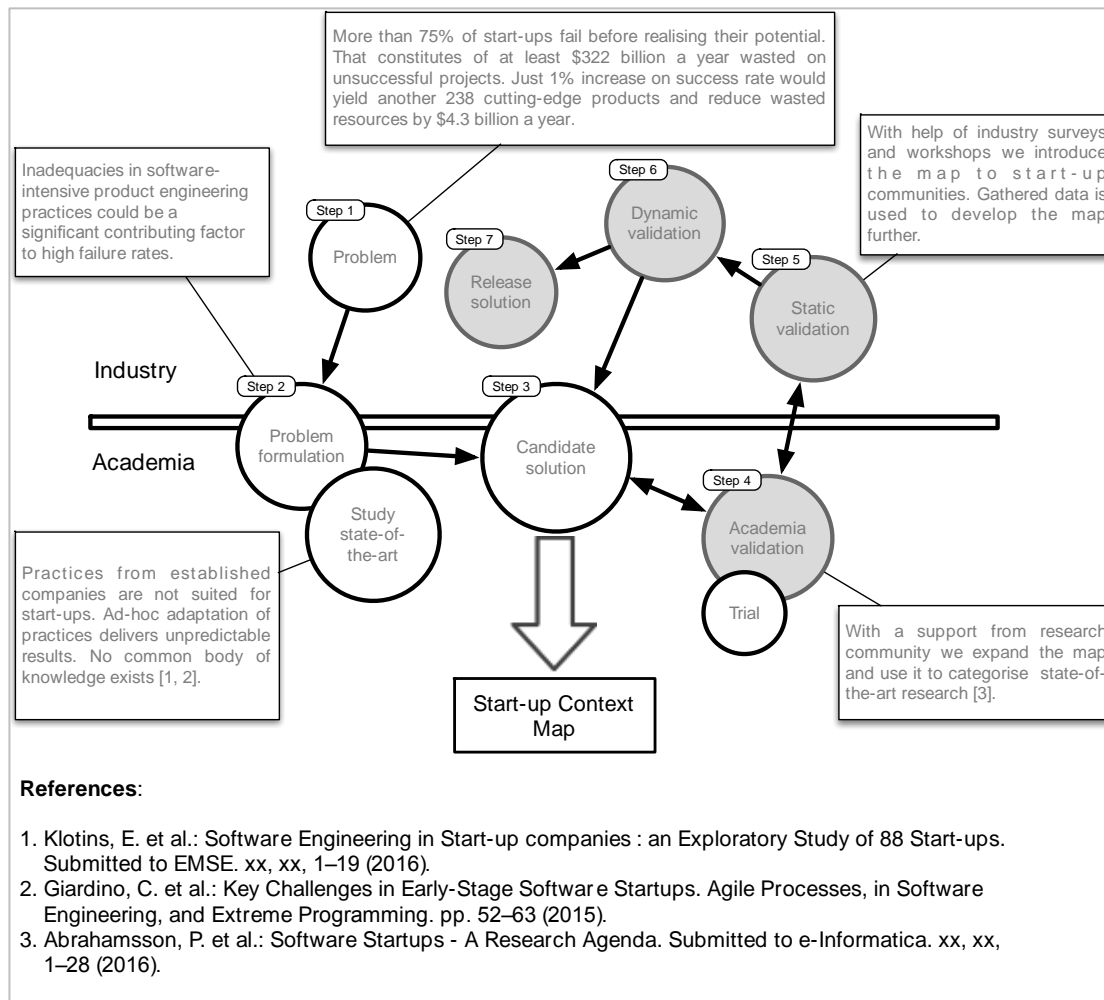 More than 75% of start-ups fail before realising their potential.
That constitutes of at least $322 billion a year wasted on
unsuccessful projects. Just 1% increase on success rate would
yield another 238 cutting-edge products and reduce wasted
resources by $4.3 billion a year.
With help of industry surveys
and workshops we introduce
the map to start-up
communities. Gathered data is
used to develop the map
further.
Inadequacies in software-
intensive product engineering
practices could be a
significant contributing factor
to high failure rates.
Step 1
Problem
Step 6
Dynamic
validation
Step 7
Release
solution
Step 5
Static
validation
Industry
Academia
Step 2
Problem
formulation
Study
state-of-
the-art
Step 3
Candidate
solution
Step 4
Academia
validation
Trial
Practices from established
companies are not suited for
start-ups. Ad-hoc adaptation of
practices delivers unpredictable
results. No common body of
knowledge exists [1, 2].
With a support from research
community we expand the map
and use it to categorise state-of-
the-art research [3].
Start-up Context
Map
References:
1. Klotins, E. et al.: Software Engineering in Start-up companies : an Exploratory Study of 88 Start-ups.
Submitted to EMSE. xx, xx, 1–19 (2016).
2. Giardino, C. et al.: Key Challenges in Early-Stage Software Startups. Agile Processes, in Software
Engineering, and Extreme Programming. pp. 52–63 (2015).
3. Abrahamsson, P. et al.: Software Startups - A Research Agenda. Submitted to e-Informatica. xx, xx,
1–28 (2016).